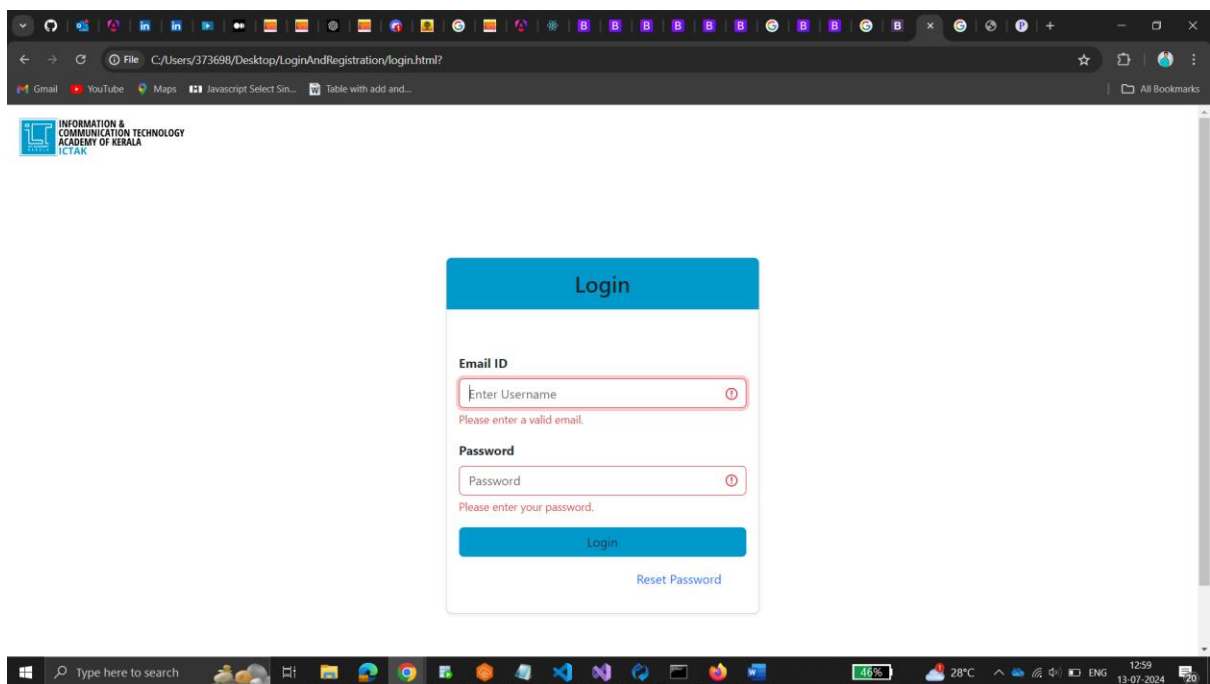 File C:/Users/373698/Desktop/LoginAndRegistration/login.html?
Gmail YouTube Maps Javascript Select Sin... Table with add and... All Bookmarks
INFORMATION &
COMMUNICATION TECHNOLOGY
ACADEMY OF KERALA
ICTAK
Login
Email ID
Enter Username
Please enter a valid email.
Password
Password
Please enter your password.
Login
Reset Password
Type here to search 46% 28°C ENG 12:59
13-07-2024 20